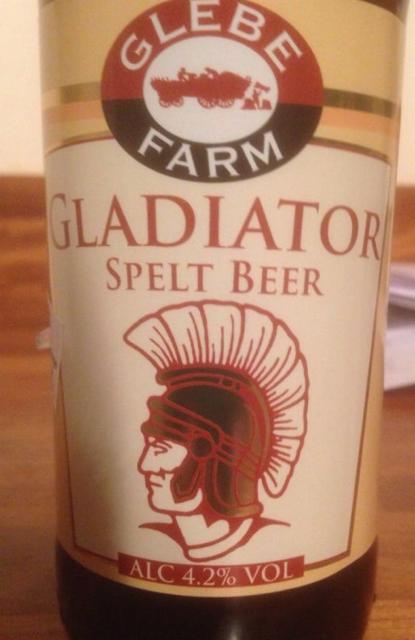 GLEBE
FARM
GLADIATOR
SPELT BEER
ALC 4.2% VOL